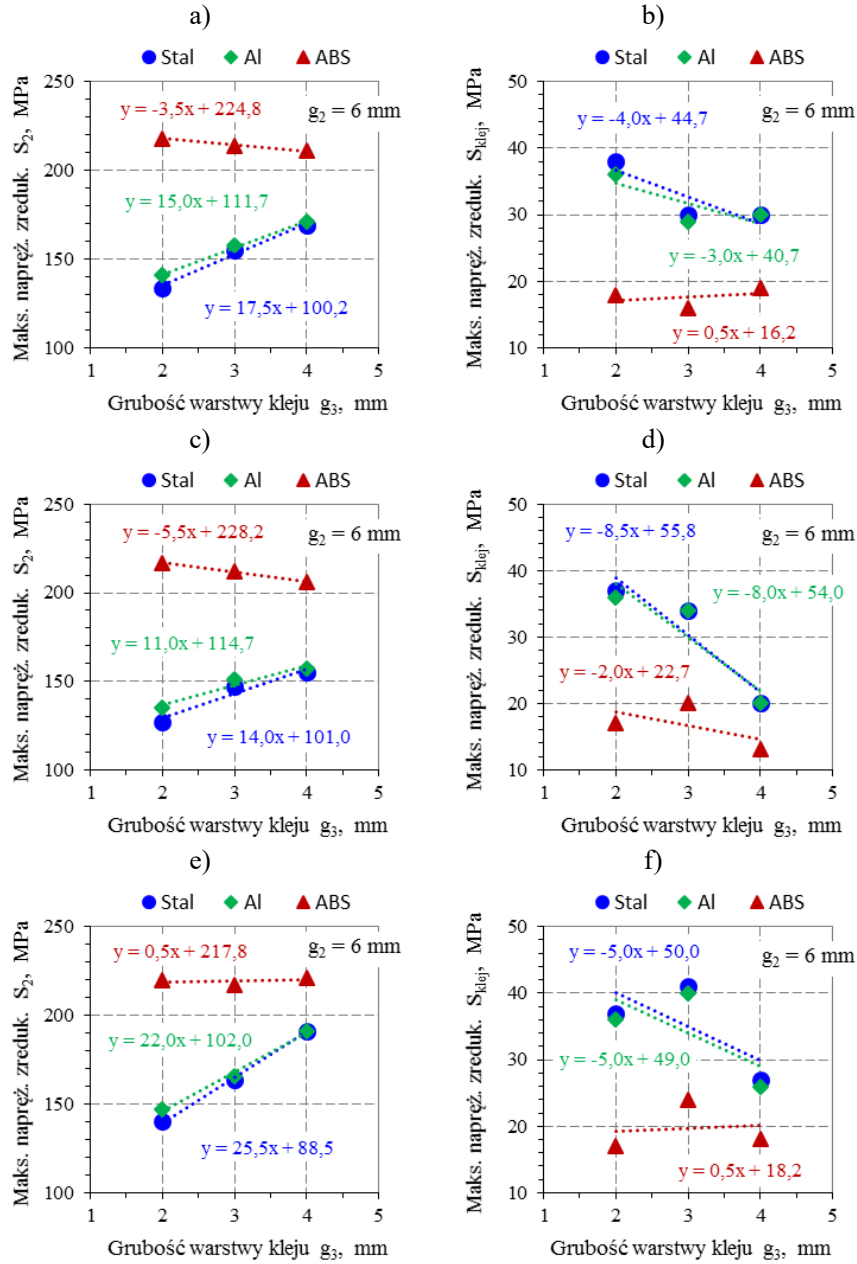 a)
Stal Al ABS
Maks. napręż. zreduk. S₂, MPa
250
200
150
100
y = -3,5x + 224,8
g₂ = 6 mm
y = 15,0x + 111,7
y = 17,5x + 100,2
1 2 3 4 5
Grubość warstwy kleju g₃, mm
b)
Stal Al ABS
Maks. napręż. zreduk. Sklej, MPa
50
40
30
20
10
g₂ = 6 mm
y = -4,0x + 44,7
y = -3,0x + 40,7
y = 0,5x + 16,2
1 2 3 4 5
Grubość warstwy kleju g₃, mm
c)
Stal Al ABS
Maks. napręż. zreduk. S₂, MPa
250
200
150
100
y = -5,5x + 228,2
g₂ = 6 mm
y = 11,0x + 114,7
y = 14,0x + 101,0
1 2 3 4 5
Grubość warstwy kleju g₃, mm
d)
Stal Al ABS
Maks. napręż. zreduk. Sklej, MPa
50
40
30
20
10
y = -8,5x + 55,8
g₂ = 6 mm
y = -8,0x + 54,0
y = -2,0x + 22,7
1 2 3 4 5
Grubość warstwy kleju g₃, mm
e)
Stal Al ABS
Maks. napręż. zreduk. S₂, MPa
250
200
150
100
y = 0,5x + 217,8
g₂ = 6 mm
y = 22,0x + 102,0
y = 25,5x + 88,5
1 2 3 4 5
Grubość warstwy kleju g₃, mm
f)
Stal Al ABS
Maks. napręż. zreduk. Sklej, MPa
50
40
30
20
10
y = -5,0x + 50,0
g₂ = 6 mm
y = -5,0x + 49,0
y = 0,5x + 18,2
1 2 3 4 5
Grubość warstwy kleju g₃, mm